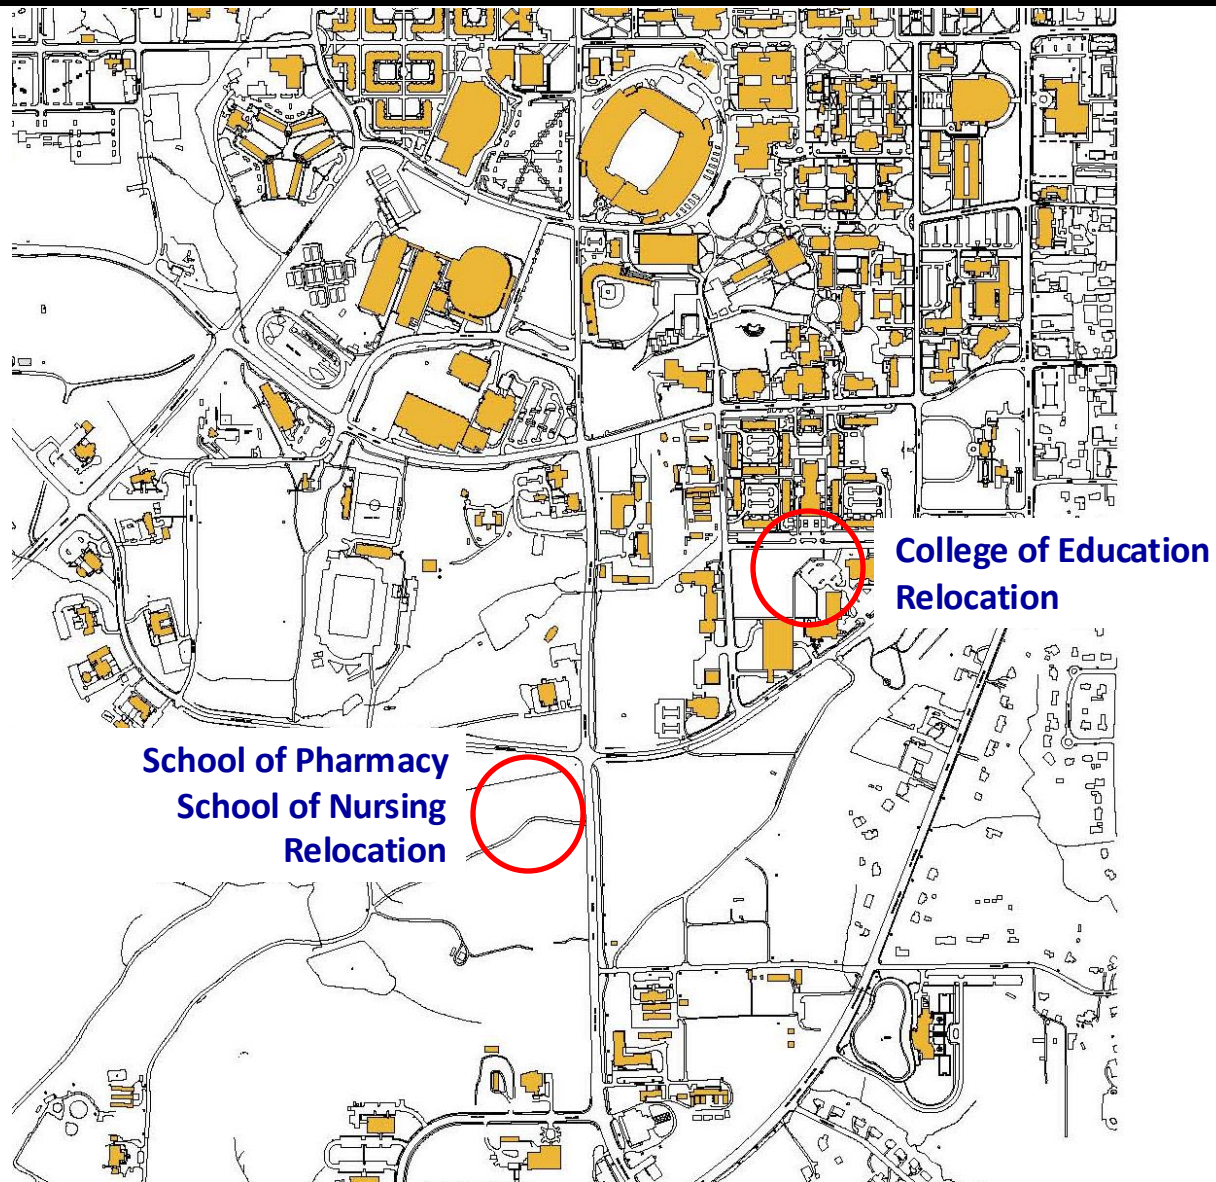 College of Education
Relocation
School of Pharmacy
School of Nursing
Relocation